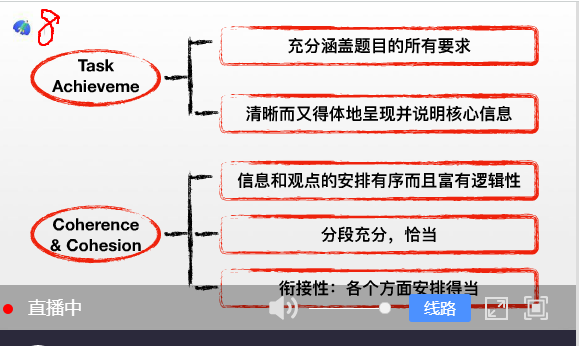 8
充分涵盖题目的所有要求
Task
Achieveme
清晰而又得体地呈现并说明核心信息
信息和观点的安排有序而且富有逻辑性
Coherence
& Cohesion
分段充分，恰当
衔接性：各个方面安排得当
直播中
线路